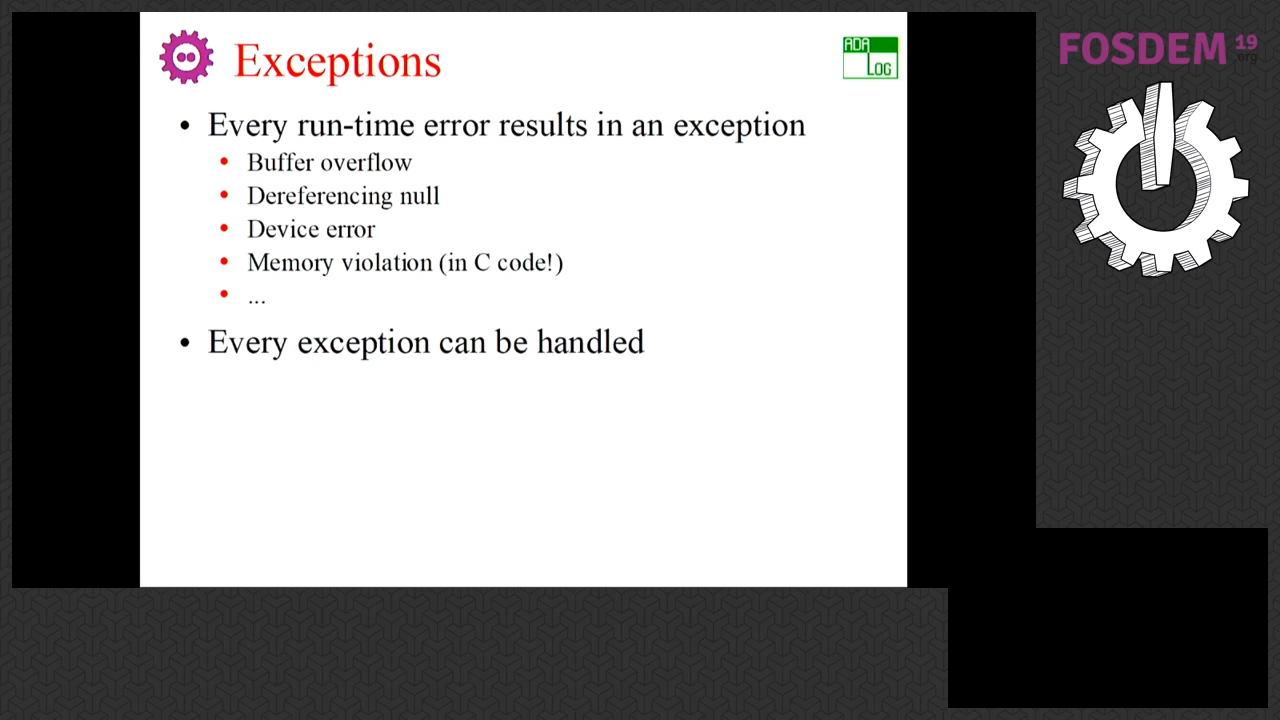 Exceptions
ADA
LOG
• Every run-time error results in an exception
• Buffer overflow
• Dereferencing null
• Device error
• Memory violation (in C code!)
• ...
• Every exception can be handled
FOSDEM 19
.org